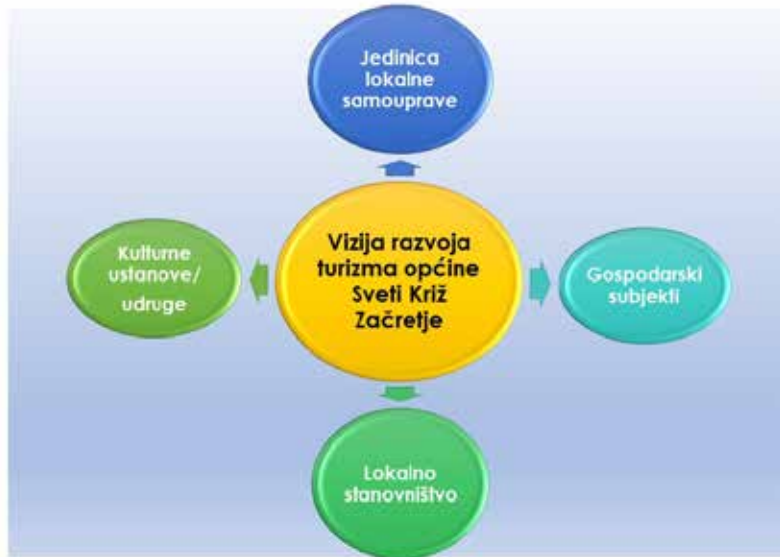 Jedinica
lokalne
samouprave
Kulturne
ustanove/
udruge
Vizija razvoja
turizma općine
Sveti Križ
Začretje
Gospodarski
subjekti
Lokalno
stanovništvo